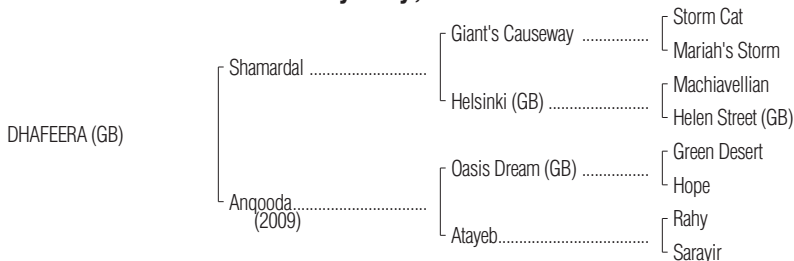 DHAFEERA (GB)
Shamardal
Anqooda
(2009)
Giant's Causeway
Helsinki (GB)
Oasis Dream (GB)
Atayeb
Storm Cat
Mariah's Storm
Machiavellian
Helen Street (GB)
Green Desert
Hope
Rahy
Sarayir